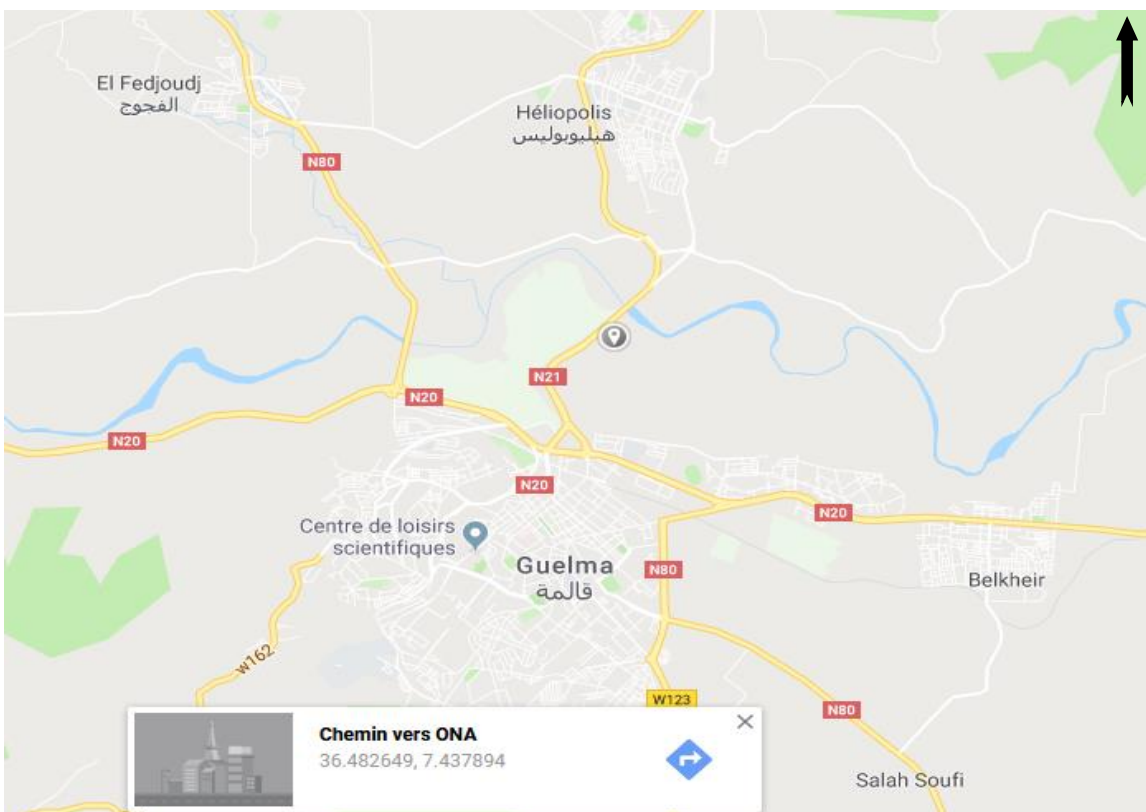 El Fedjoudj
الفجوج
Héliopolis
هيليوبوليس
N80
N21
N20
N20
N20
N20
Centre de loisirs
scientifiques
Guelma
قالمة
N80
Belkheir
w162
W123
N80
Chemin vers ONA
36.482649, 7.437894
Salah Soufi